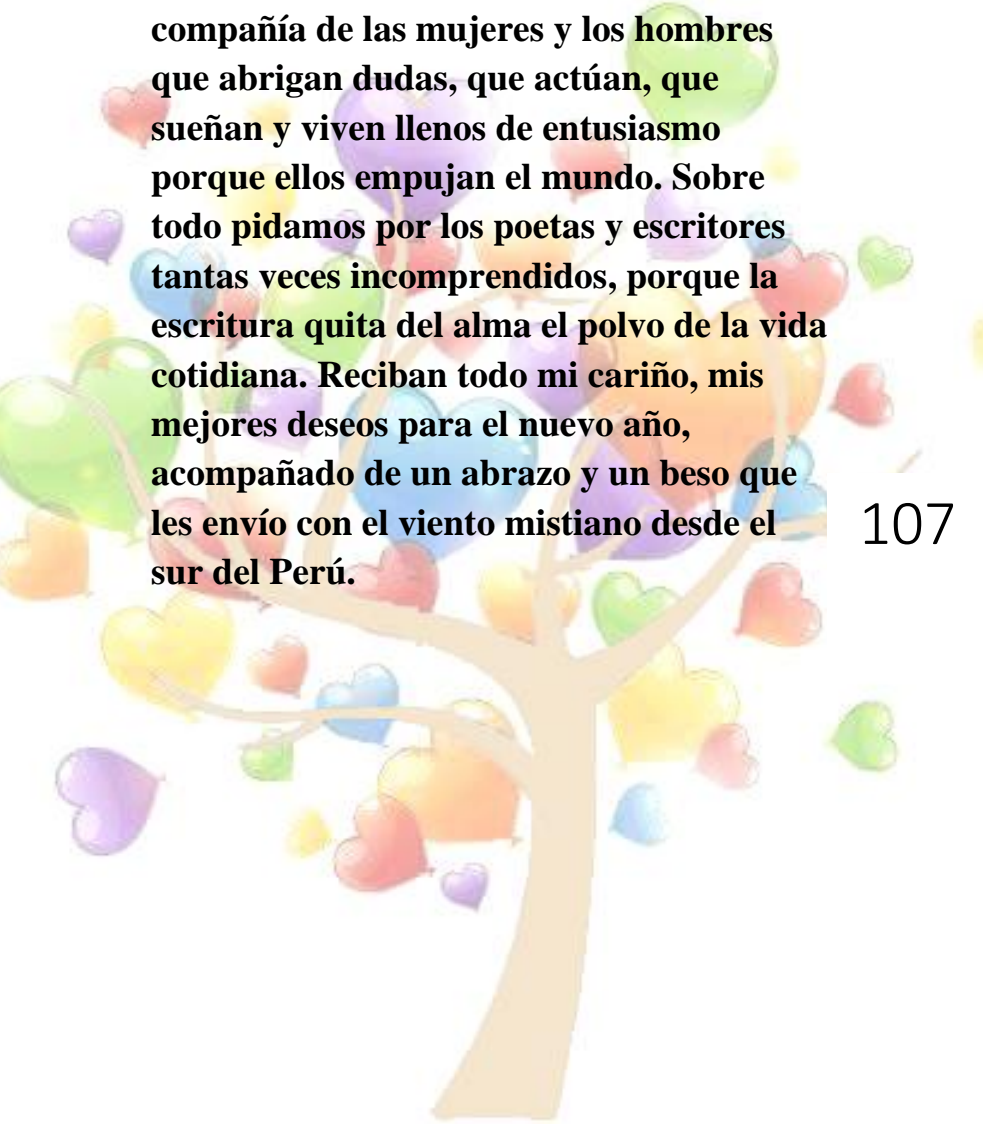 compañía de las mujeres y los hombres
que abrigan dudas, que actúan, que
sueñan y viven llenos de entusiasmo
porque ellos empujan el mundo. Sobre
todo pidamos por los poetas y escritores
tantas veces incomprendidos, porque la
escritura quita del alma el polvo de la vida
cotidiana. Reciban todo mi cariño, mis
mejores deseos para el nuevo año,
acompañado de un abrazo y un beso que
les envío con el viento mistiano desde el
sur del Perú.
107